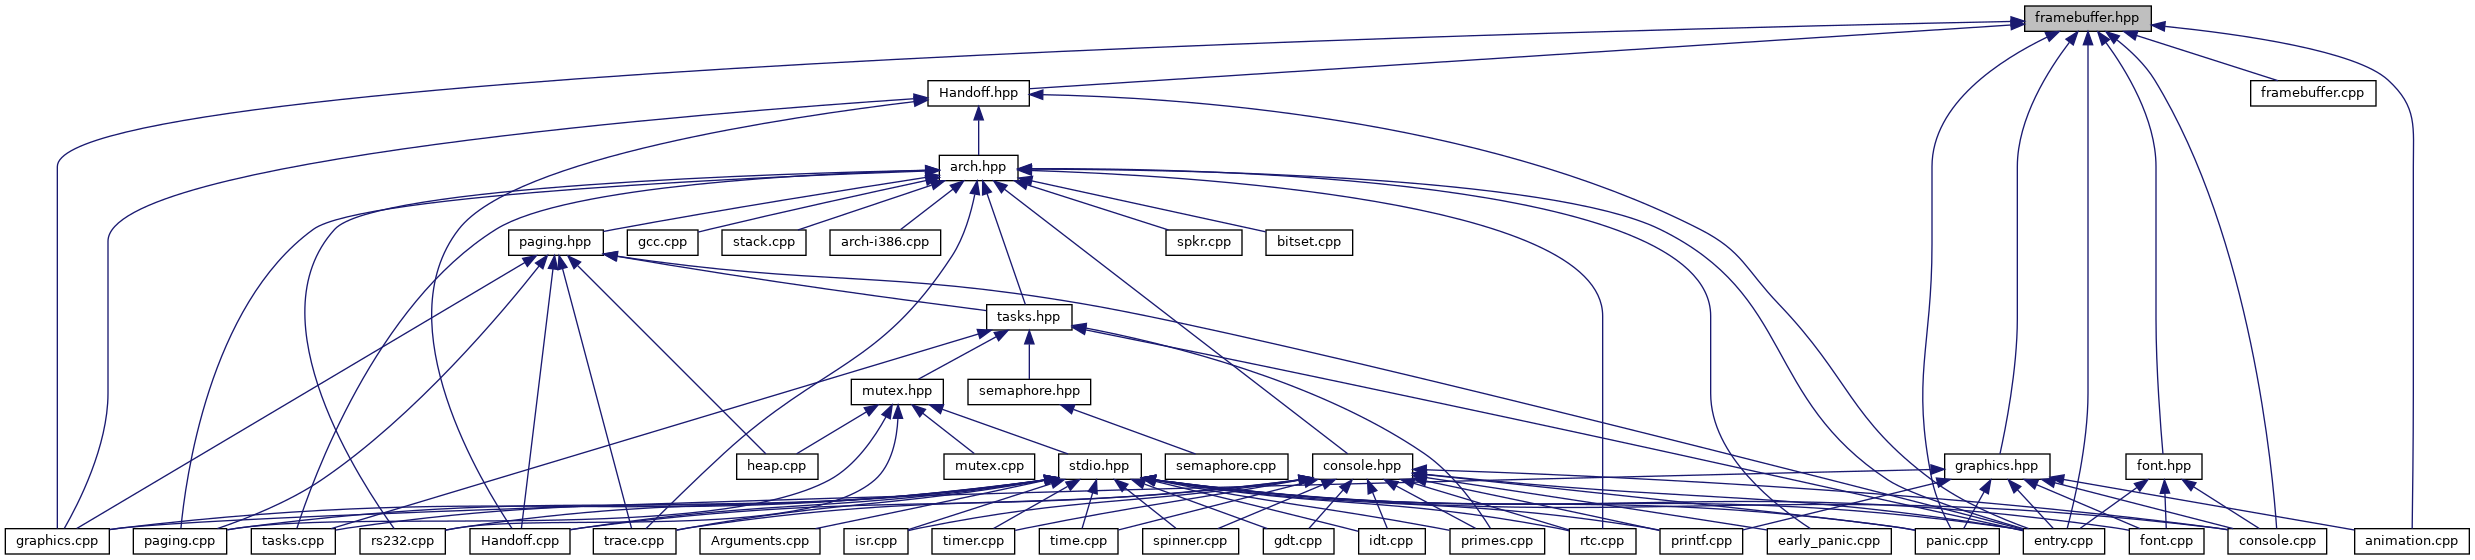 framebuffer.hpp
Handoff.hpp
framebuffer.cpp
arch.hpp
paging.hpp
gcc.cpp
stack.cpp
arch-i386.cpp
spkr.cpp
bitset.cpp
tasks.hpp
mutex.hpp
semaphore.hpp
heap.cpp
mutex.cpp
stdio.hpp
semaphore.cpp
console.hpp
graphics.hpp
font.hpp
graphics.cpp
paging.cpp
tasks.cpp
rs232.cpp
Handoff.cpp
trace.cpp
Arguments.cpp
isr.cpp
timer.cpp
time.cpp
spinner.cpp
gdt.cpp
idt.cpp
primes.cpp
rtc.cpp
printf.cpp
early_panic.cpp
panic.cpp
entry.cpp
font.cpp
console.cpp
animation.cpp